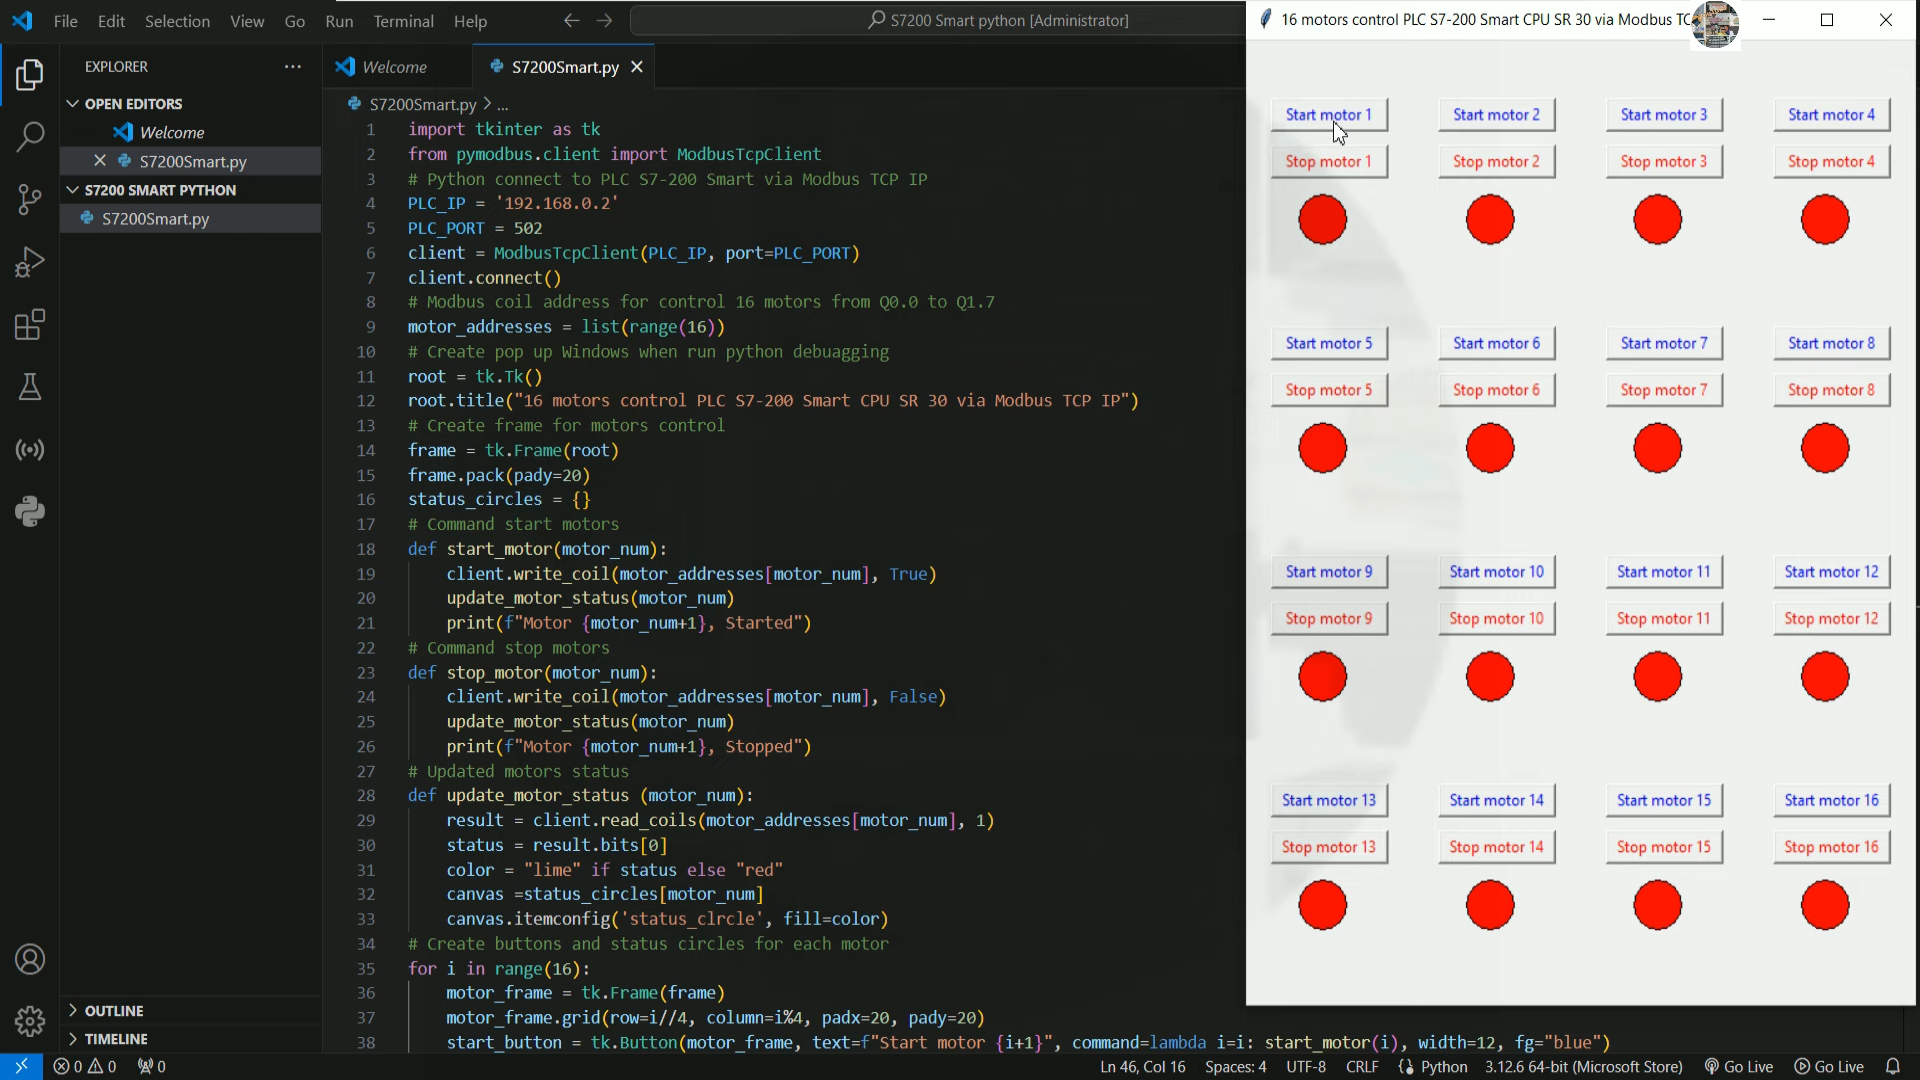 File Edit Selection View Go Run Terminal Help
S7200 Smart python [Administrator]
EXPLORER
OPEN EDITORS
Welcome
S7200Smart.py
S7200 SMART PYTHON
S7200Smart.py
OUTLINE
TIMELINE
Welcome
S7200Smart.py
S7200Smart.py > ...
1 import tkinter as tk
2 from pymodbus.client import ModbusTcpClient
3 # Python connect to PLC S7-200 Smart via Modbus TCP IP
4 PLC_IP = '192.168.0.2'
5 PLC_PORT = 502
6 client = ModbusTcpClient(PLC_IP, port=PLC_PORT)
7 client.connect()
8 # Modbus coil address for control 16 motors from Q0.0 to Q1.7
9 motor_addresses = list(range(16))
10 # Create pop up Windows when run python debuagging
11 root = tk.Tk()
12 root.title("16 motors control PLC S7-200 Smart CPU SR 30 via Modbus TCP IP")
13 # Create frame for motors control
14 frame = tk.Frame(root)
15 frame.pack(pady=20)
16 status_circles = {}
17 # Command start motors
18 def start_motor(motor_num):
19 client.write_coil(motor_addresses[motor_num], True)
20 update_motor_status(motor_num)
21 print(f"Motor {motor_num+1}, Started")
22 # Command stop motors
23 def stop_motor(motor_num):
24 client.write_coil(motor_addresses[motor_num], False)
25 update_motor_status(motor_num)
26 print(f"Motor {motor_num+1}, Stopped")
27 # Updated motors status
28 def update_motor_status (motor_num):
29 result = client.read_coils(motor_addresses[motor_num], 1)
30 status = result.bits[0]
31 color = "lime" if status else "red"
32 canvas =status_circles[motor_num]
33 canvas.itemconfig('status_clrcle', fill=color)
34 # Create buttons and status circles for each motor
35 for i in range(16):
36 motor_frame = tk.Frame(frame)
37 motor_frame.grid(row=i//4, column=i%4, padx=20, pady=20)
38 start_button = tk.Button(motor_frame, text=f"Start motor {i+1}", command=lambda i=i: start_motor(i), width=12, fg="blue")
16 motors control PLC S7-200 Smart CPU SR 30 via Modbus TC
Start motor 1 Start motor 2 Start motor 3 Start motor 4
Stop motor 1 Stop motor 2 Stop motor 3 Stop motor 4
Start motor 5 Start motor 6 Start motor 7 Start motor 8
Stop motor 5 Stop motor 6 Stop motor 7 Stop motor 8
Start motor 9 Start motor 10 Start motor 11 Start motor 12
Stop motor 9 Stop motor 10 Stop motor 11 Stop motor 12
Start motor 13 Start motor 14 Start motor 15 Start motor 16
Stop motor 13 Stop motor 14 Stop motor 15 Stop motor 16
0 0 0 Ln 46, Col 16 Spaces: 4 UTF-8 CRLF Python 3.12.6 64-bit (Microsoft Store) Go Live Go Live